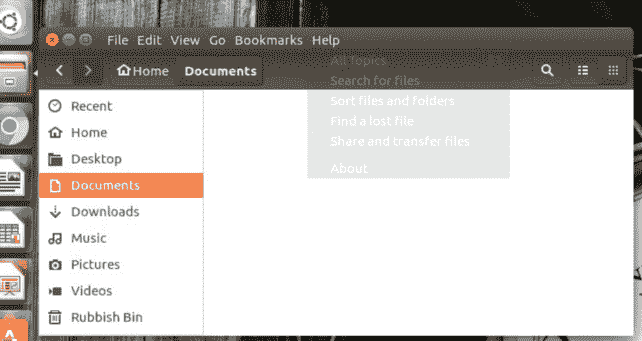 File Edit View Go Bookmarks Help
Home Documents
All Topics
Search for files
Sort files and folders
Find a lost file
Share and transfer files
About
Recent
Home
Desktop
Documents
Downloads
Music
Pictures
Videos
Rubbish Bin